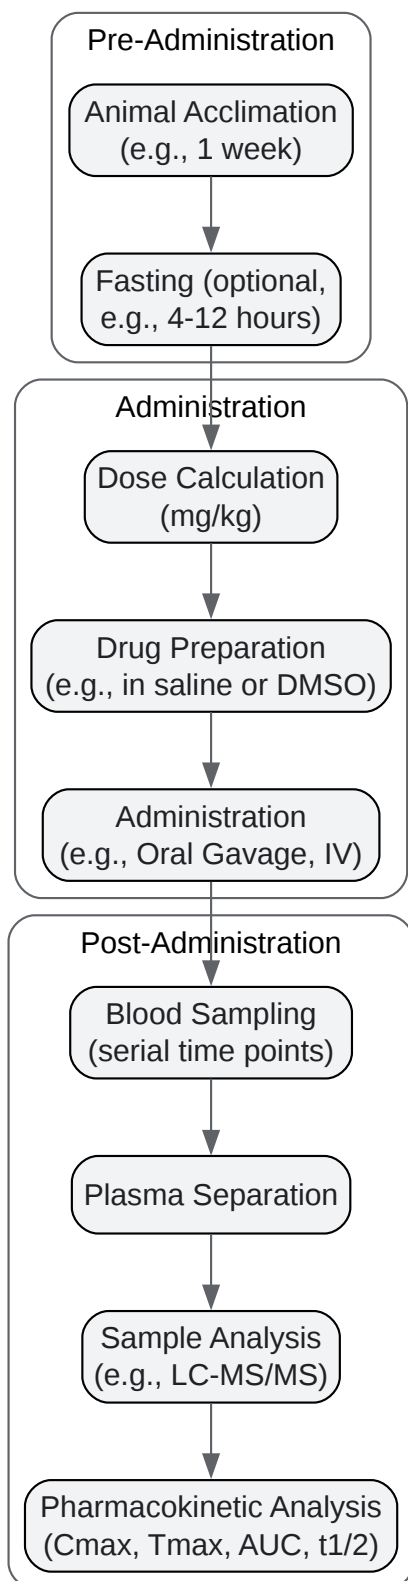 Pre-Administration
Animal Acclimation
(e.g., 1 week)
Fasting (optional,
e.g., 4-12 hours)
Administration
Dose Calculation
(mg/kg)
Drug Preparation
(e.g., in saline or DMSO)
Administration
(e.g., Oral Gavage, IV)
Post-Administration
Blood Sampling
(serial time points)
Plasma Separation
Sample Analysis
(e.g., LC-MS/MS)
Pharmacokinetic Analysis
(Cmax, Tmax, AUC, t1/2)